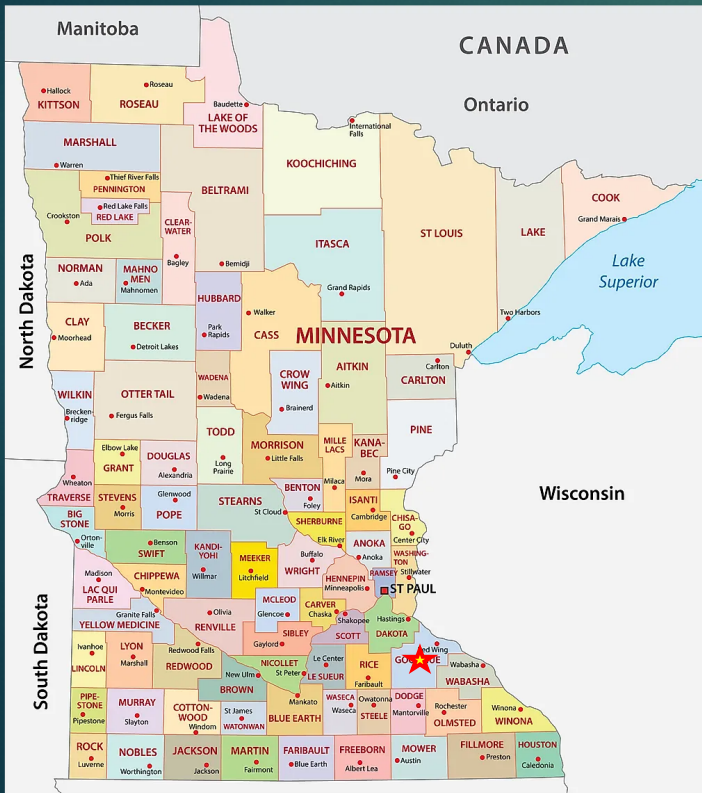 Manitoba
CANADA
Ontario
Hallock
KITTSON
Roseau
ROSEAU
Baudette
LAKE OF
THE WOODS
International
Falls
KOOCHICHING
MARSHALL
Warren
Thief River Falls
PENNINGTON
Red Lake Falls
RED LAKE
Crookston
POLK
BELTRAMI
Bemidji
CLEAR-
WATER
Bagley
ST LOUIS
LAKE
COOK
Grand Marais
Lake
Superior
Two Harbors
Duluth
ITASCA
Grand Rapids
North Dakota
NORMAN
Ada
MAHNO
MEN
Mahnomen
HUBBARD
Park
Rapids
Walker
CASS
MINNESOTA
CLAY
Moorhead
BECKER
Detroit Lakes
WADENA
Wadena
CROW
WING
Brainerd
AITKIN
Aitkin
Carlton
CARLTON
WILKIN
Brecken-
ridge
OTTER TAIL
Fergus Falls
TODD
Long
Prairie
MORRISON
Little Falls
MILLE
LACS
Milaca
KANA-
BEC
Mora
PINE
Pine City
Elbow Lake
GRANT
DOUGLAS
Alexandria
Wheaton
TRAVERSE
STEVENS
Morris
Glenwood
POPE
STEARNS
St Cloud
BENTON
Foley
ISANTI
Cambridge
CHISA-
GO
Center City
SHERBURNE
Elk River
Wisconsin
BIG
STONE
Orton-
ville
Benson
SWIFT
KANDI-
YOHI
Willmar
MEEKER
Litchfield
Buffalo
WRIGHT
ANOKA
Anoka
WASHING-
TON
Stillwater
RAMSEY
ST PAUL
HENNEPIN
Minneapolis
Madison
LAC QUI
PARLE
CHIPPEWA
Montevideo
MCLEOD
Glencoe
CARVER
Chaska
Shakopee
SCOTT
Hastings
DAKOTA
South Dakota
Granite Falls
YELLOW MEDICINE
Olivia
RENVILLE
SIBLEY
Gaylord
Ivanhoe
LINCOLN
LYON
Marshall
Redwood Falls
REDWOOD
New Ulm
BROWN
NICOLLET
St Peter
Le Center
LE SUEUR
RICE
Faribault
Wabasha
WABASHA
PIPE-
STONE
Pipestone
MURRAY
Slayton
COTTON-
WOOD
Windom
St James
WATONWAN
Mankato
BLUE EARTH
WASECA
Waseca
Owatonna
STEELE
DODGE
Mantorville
Rochester
OLMSTED
Winona
WINONA
ROCK
Luverne
NOBLES
Worthington
JACKSON
Jackson
MARTIN
Fairmont
FARIBAULT
Blue Earth
FREEBORN
Albert Lea
MOWER
Austin
FILLMORE
Preston
HOUSTON
Caledonia